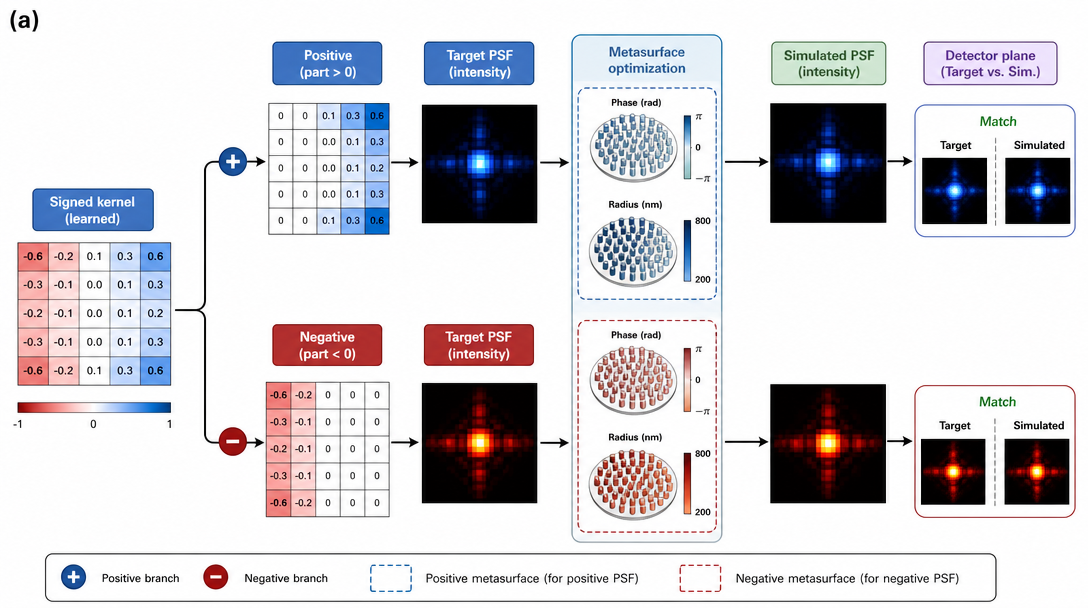 (a)
Signed kernel
(learned)
-0.6 -0.2 0.1 0.3 0.6
-0.3 -0.1 0.0 0.1 0.3
-0.2 -0.1 0.0 0.1 0.2
-0.3 -0.1 0.0 0.1 0.3
-0.6 -0.2 0.1 0.3 0.6
-1 0 1
Positive
(part > 0)
0 0 0.1 0.3 0.6
0 0 0.0 0.1 0.3
0 0 0.0 0.1 0.2
0 0 0.0 0.1 0.3
0 0 0.1 0.3 0.6
Target PSF
(intensity)
Metasurface
optimization
Phase (rad)
π
0
−π
Radius (nm)
800
200
Simulated PSF
(intensity)
Detector plane
(Target vs. Sim.)
Match
Target Simulated
Negative
(part < 0)
-0.6 -0.2 0 0 0
-0.3 -0.1 0 0 0
-0.2 -0.1 0 0 0
-0.3 -0.1 0 0 0
-0.6 -0.2 0 0 0
Target PSF
(intensity)
Phase (rad)
π
0
−π
Radius (nm)
800
200
Match
Target Simulated
+ Positive branch − Negative branch Positive metasurface (for positive PSF) Negative metasurface (for negative PSF)